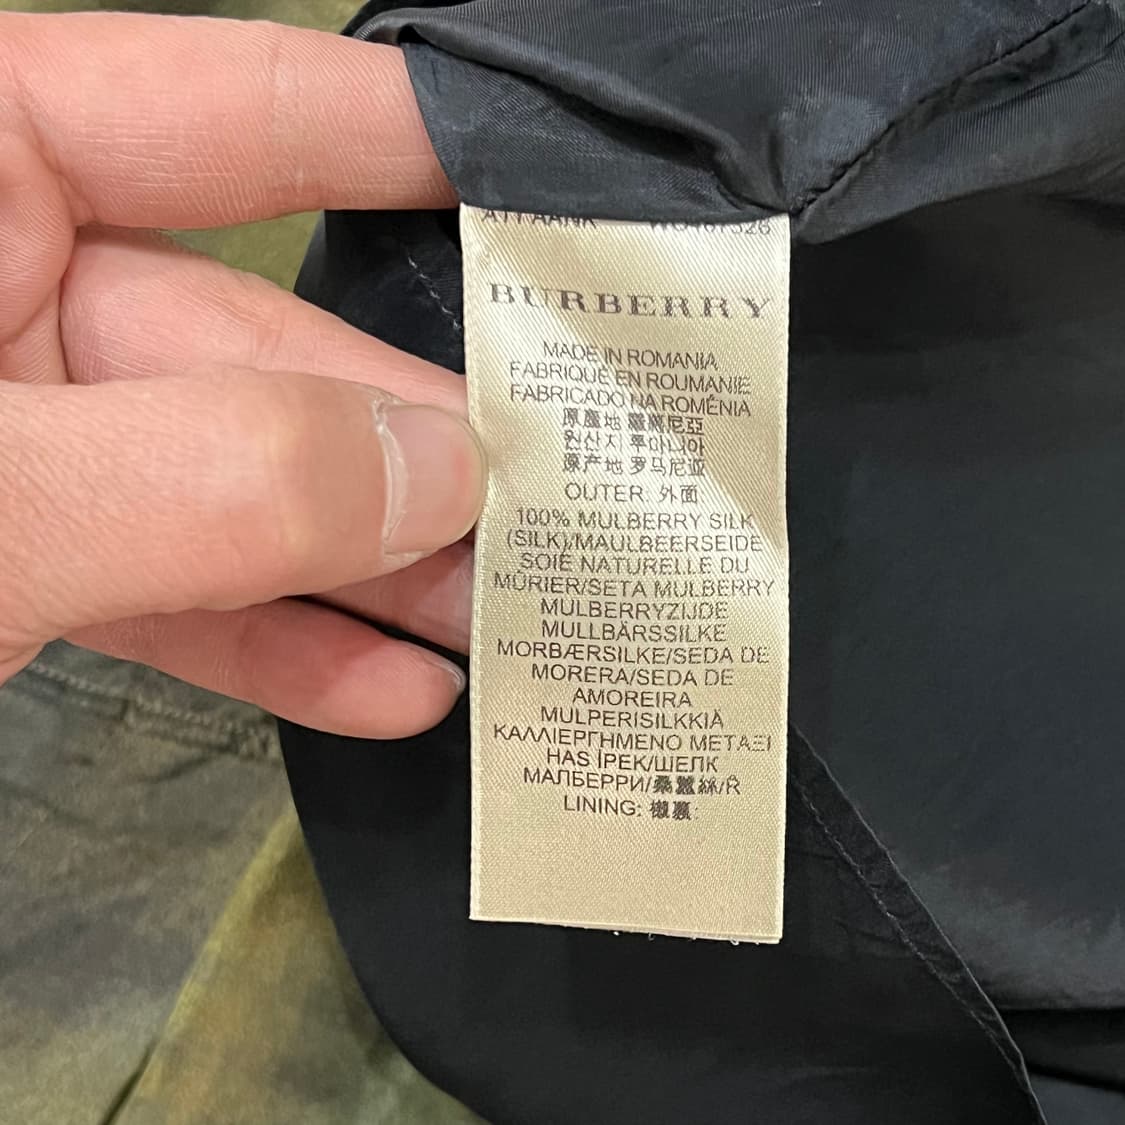 BURBERRY
MADE IN ROMANIA
FABRIQUÉ EN ROUMANIE
FABRICADO NA ROMÊNIA
原產地 羅馬尼亞
원산지 루마니아
原产地 罗马尼亚
OUTER: 外面:
100% MULBERRY SILK
(SILK)/MAULBEERSEIDE
SOIE NATURELLE DU
MÛRIER/SETA MULBERRY
MULBERRYZIJDE
MULLBÄRSSILKE
MORBÆRSILKE/SEDA DE
MORERA/SEDA DE
AMOREIRA
MULPERISILKKIÄ
ΚΑΛΛΙΕΡΓΗΜΕΝΟ ΜΕΤΑΞΙ
HAS İPEK/ШЕЛК
МАЛБЕРРИ/桑蠶絲/
LINING: